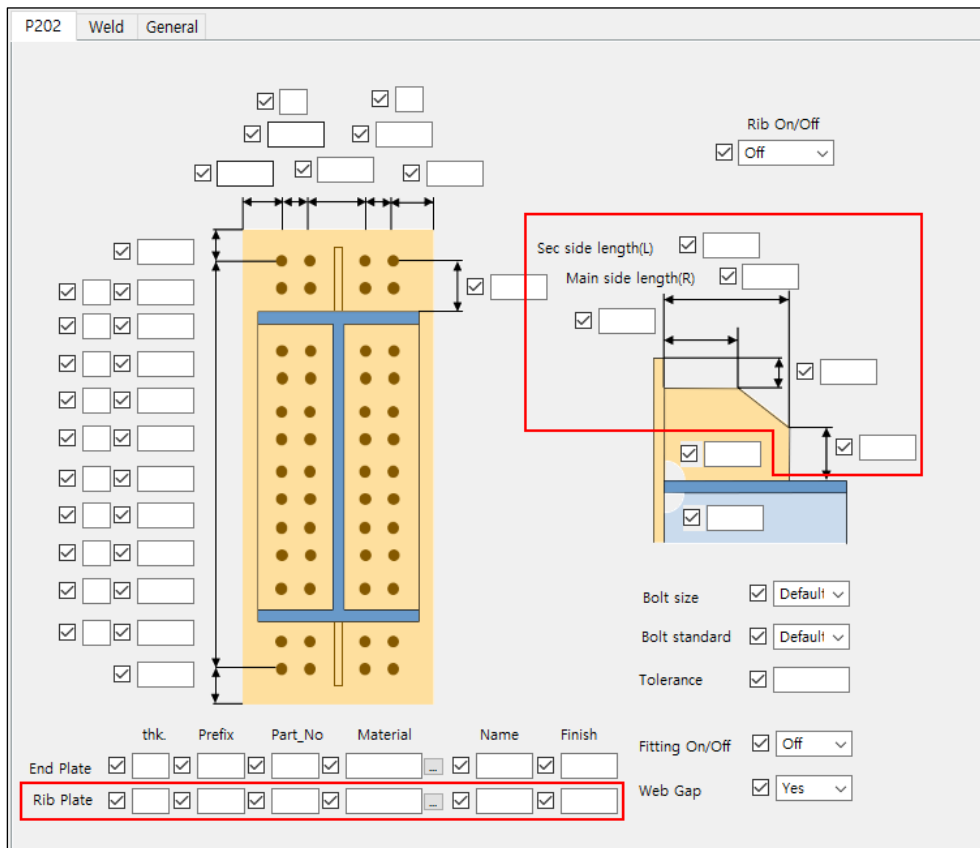 P202 Weld General
Rib On/Off
Off
Sec side length(L)
Main side length(R)
Bolt size Default
Bolt standard Default
Tolerance
thk. Prefix Part_No Material Name Finish
End Plate ...
Rib Plate ...
Fitting On/Off Off
Web Gap Yes